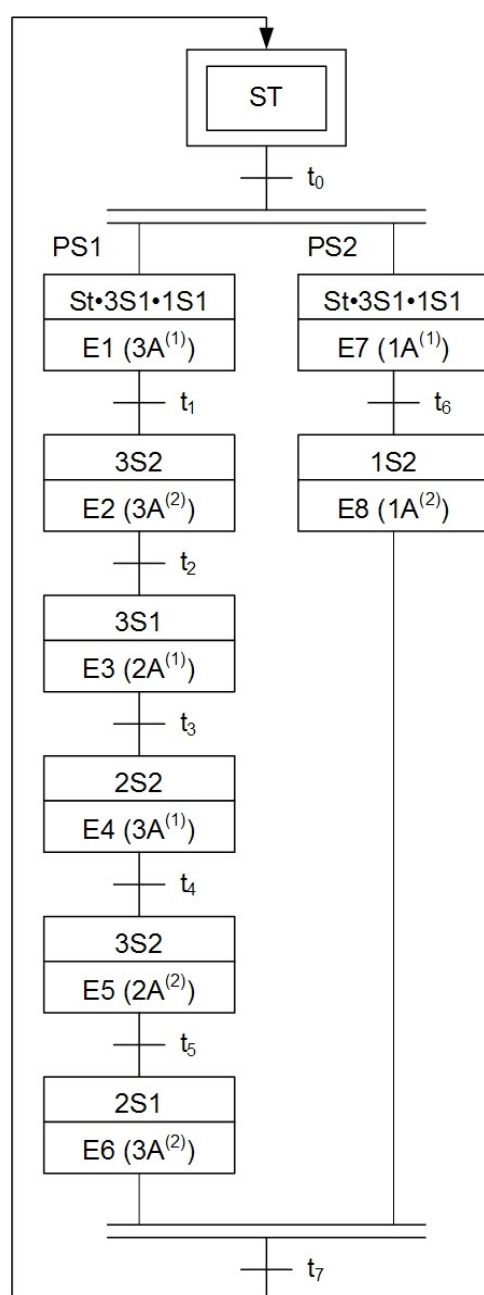 ST
t₀
PS1
PS2
St•3S1•1S1
E1 (3A⁽¹⁾)
St•3S1•1S1
E7 (1A⁽¹⁾)
t₁
t₆
3S2
E2 (3A⁽²⁾)
1S2
E8 (1A⁽²⁾)
t₂
3S1
E3 (2A⁽¹⁾)
t₃
2S2
E4 (3A⁽¹⁾)
t₄
3S2
E5 (2A⁽²⁾)
t₅
2S1
E6 (3A⁽²⁾)
t₇